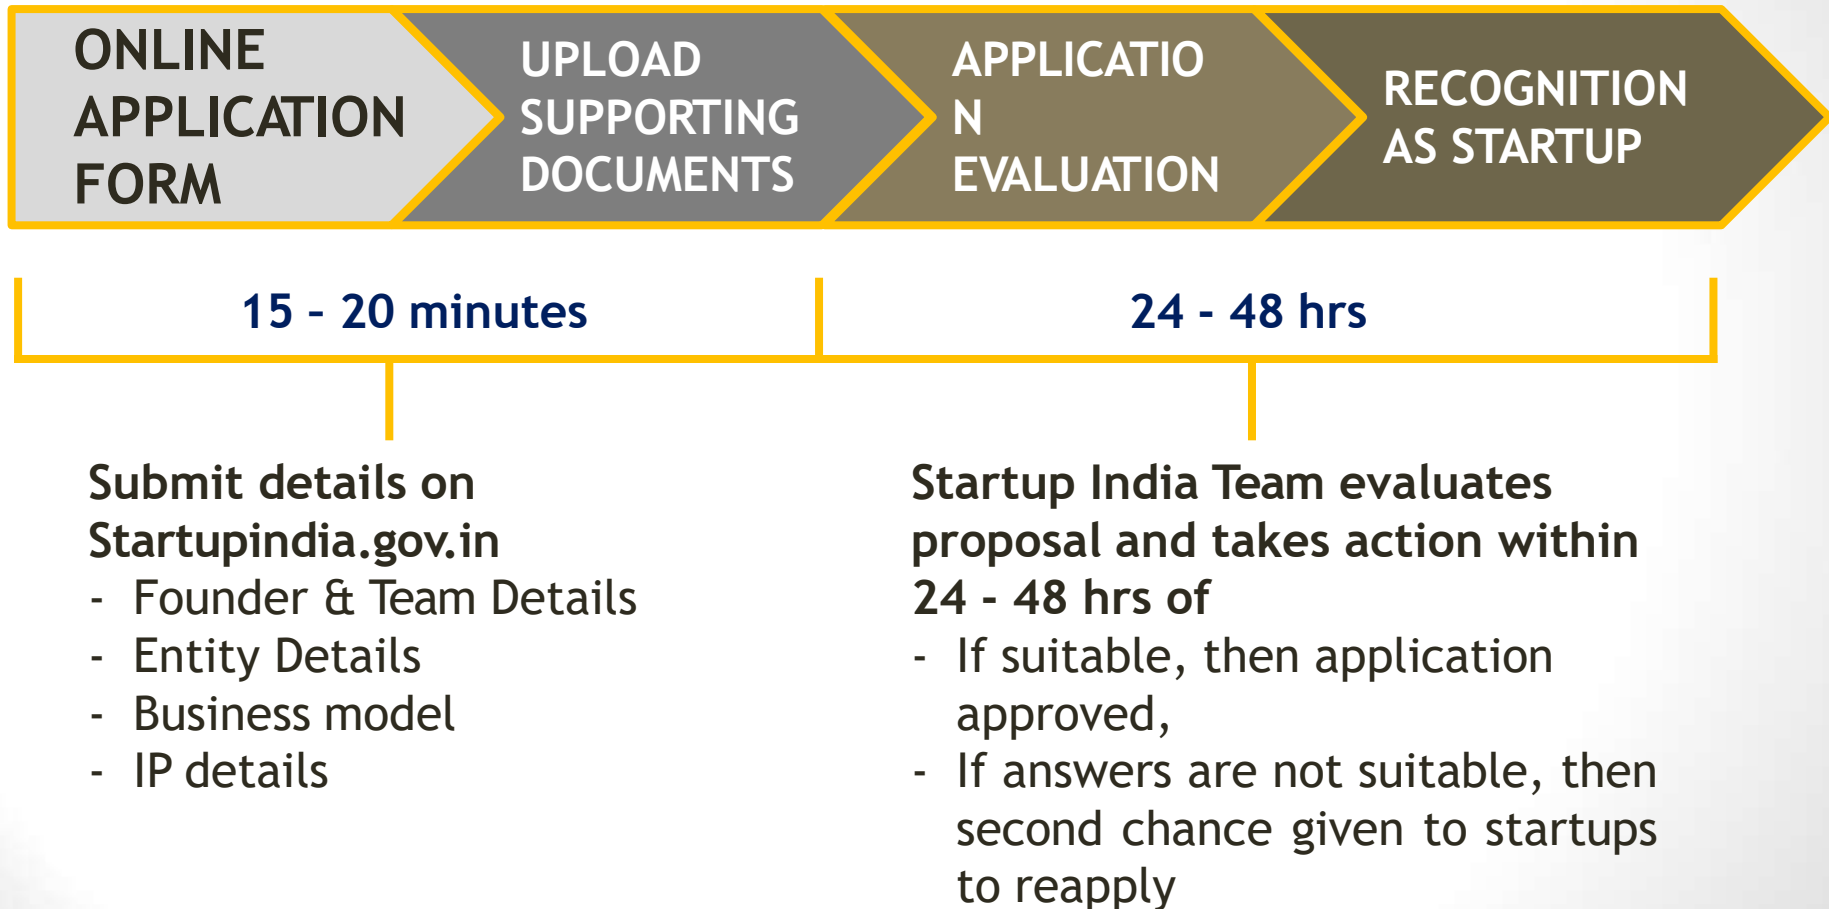 ONLINE
APPLICATION
FORM
UPLOAD
SUPPORTING
DOCUMENTS
APPLICATIO
N
EVALUATION
RECOGNITION
AS STARTUP
15 – 20 minutes
24 - 48 hrs
Submit details on
Startupindia.gov.in
- Founder & Team Details
- Entity Details
- Business model
- IP details
Startup India Team evaluates
proposal and takes action within
24 - 48 hrs of
- If suitable, then application
approved,
- If answers are not suitable, then
second chance given to startups
to reapply